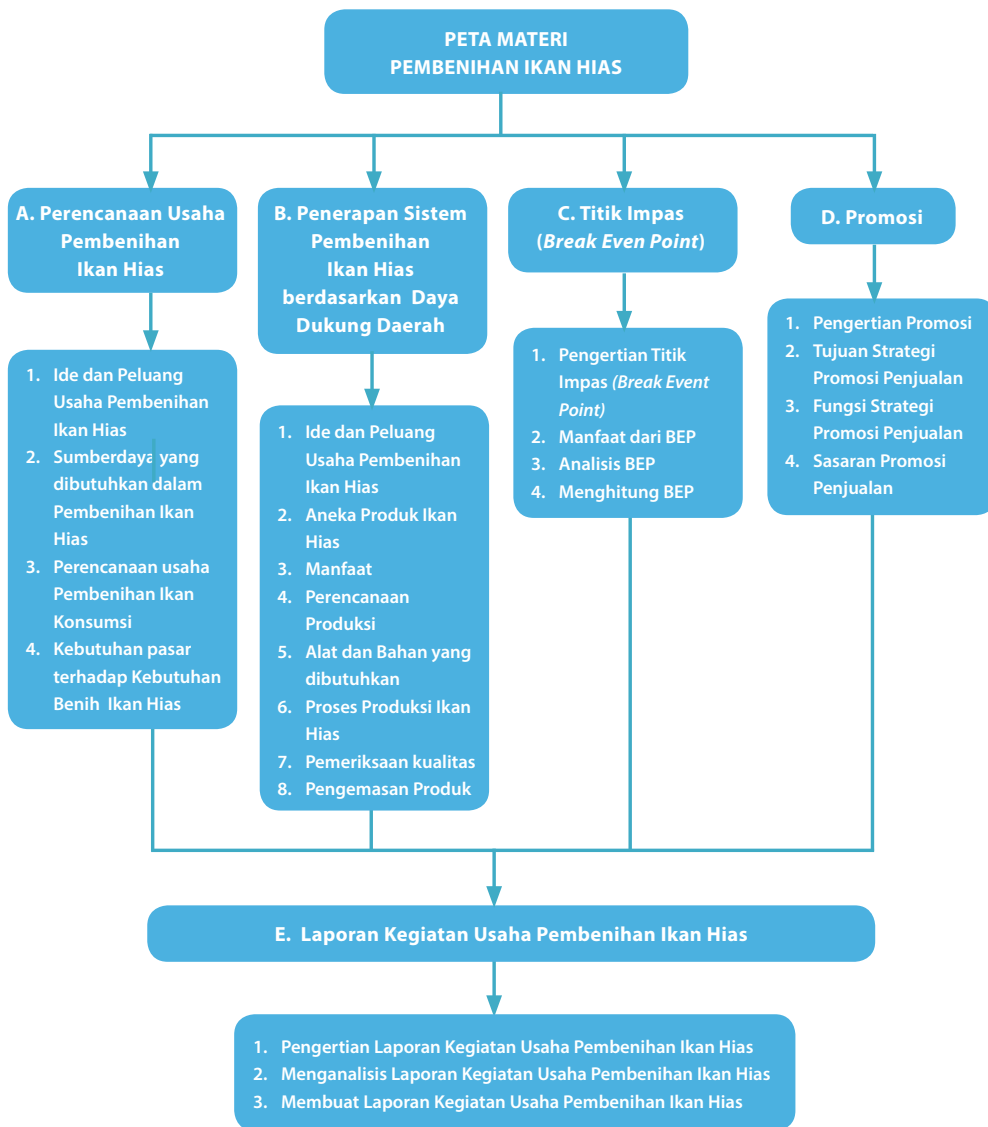 PETA MATERI
PEMBENIHAN IKAN HIAS
A. Perencanaan Usaha
Pembenihan
Ikan Hias
1. Ide dan Peluang
Usaha Pembenihan
Ikan Hias
2. Sumberdaya yang
dibutuhkan dalam
Pembenihan Ikan
Hias
3. Perencanaan usaha
Pembenihan Ikan
Konsumsi
4. Kebutuhan pasar
terhadap Kebutuhan
Benih Ikan Hias
B. Penerapan Sistem
Pembenihan
Ikan Hias
berdasarkan Daya
Dukung Daerah
1. Ide dan Peluang
Usaha Pembenihan
Ikan Hias
2. Aneka Produk Ikan
Hias
3. Manfaat
4. Perencanaan
Produksi
5. Alat dan Bahan yang
dibutuhkan
6. Proses Produksi Ikan
Hias
7. Pemeriksaan kualitas
8. Pengemasan Produk
C. Titik Impas
(Break Even Point)
1. Pengertian Titik
Impas (Break Event
Point)
2. Manfaat dari BEP
3. Analisis BEP
4. Menghitung BEP
D. Promosi
1. Pengertian Promosi
2. Tujuan Strategi
Promosi Penjualan
3. Fungsi Strategi
Promosi Penjualan
4. Sasaran Promosi
Penjualan
E. Laporan Kegiatan Usaha Pembenihan Ikan Hias
1. Pengertian Laporan Kegiatan Usaha Pembenihan Ikan Hias
2. Menganalisis Laporan Kegiatan Usaha Pembenihan Ikan Hias
3. Membuat Laporan Kegiatan Usaha Pembenihan Ikan Hias